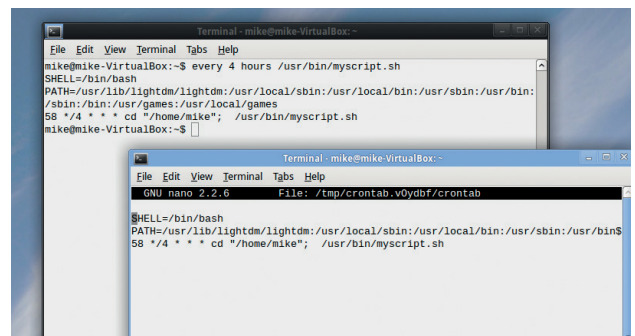 Terminal - mike@mike-VirtualBox: ~
File Edit View Terminal Tabs Help
mike@mike-VirtualBox:~$ every 4 hours /usr/bin/myscript.sh
SHELL=/bin/bash
PATH=/usr/lib/lightdm/lightdm:/usr/local/sbin:/usr/local/bin:/usr/sbin:/usr/bin:
/sbin:/bin:/usr/games:/usr/local/games
58 */4 * * * cd "/home/mike";  /usr/bin/myscript.sh
mike@mike-VirtualBox:~$
Terminal - mike@mike-VirtualBox: ~
File Edit View Terminal Tabs Help
GNU nano 2.2.6 File: /tmp/crontab.vOydbf/crontab
SHELL=/bin/bash
PATH=/usr/lib/lightdm/lightdm:/usr/local/sbin:/usr/local/bin:/usr/sbin:/usr/bin$
58 */4 * * * cd "/home/mike";  /usr/bin/myscript.sh